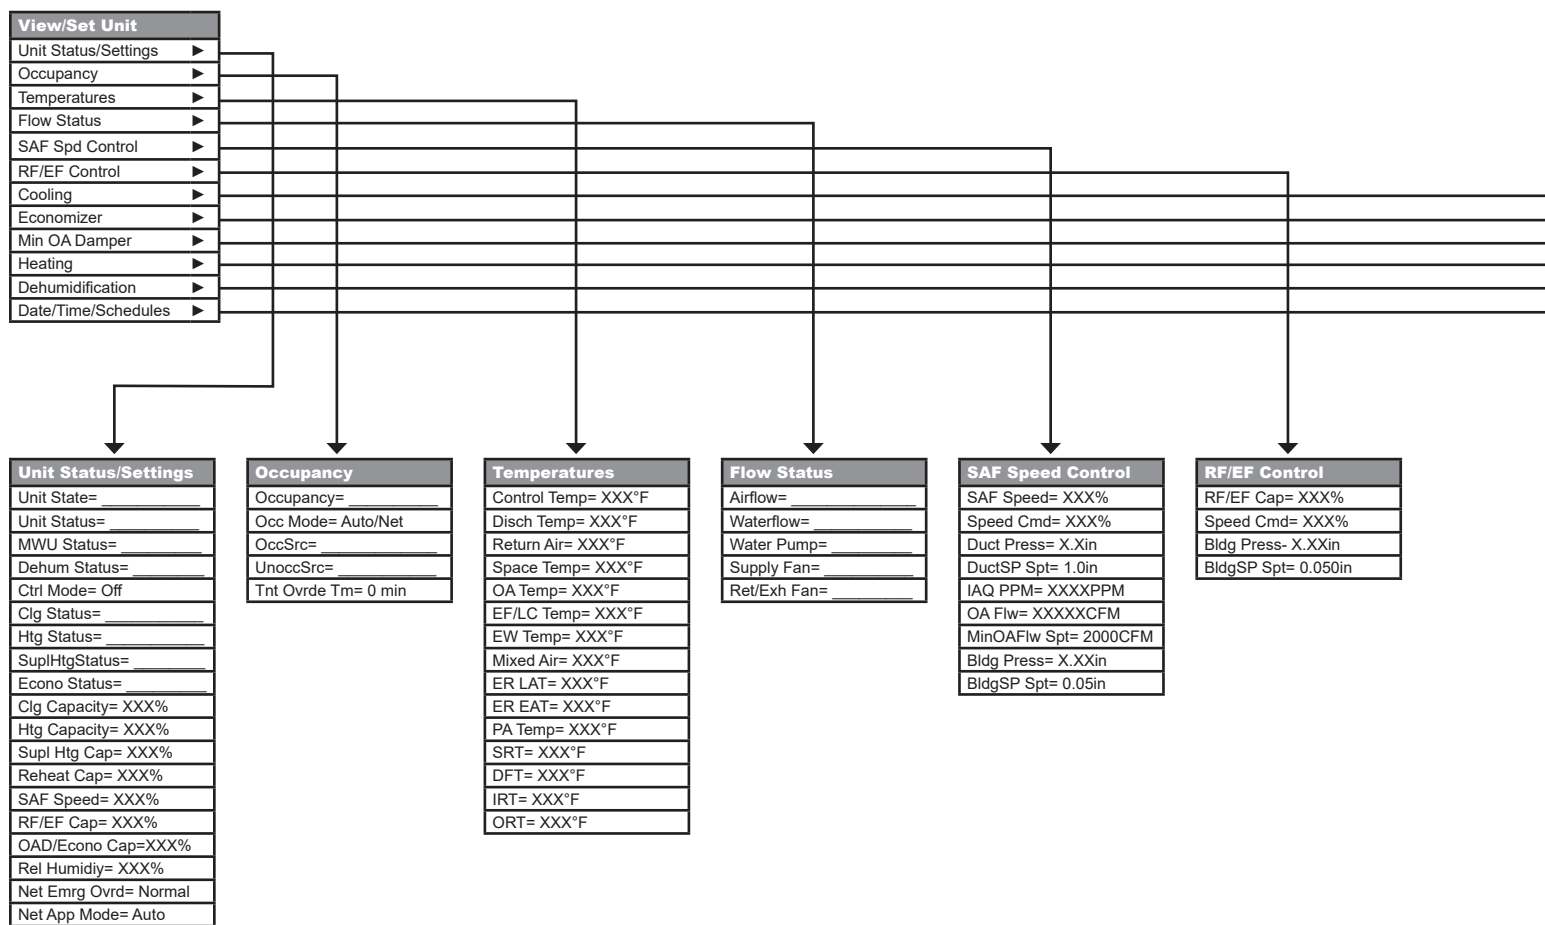 View/Set Unit
Unit Status/Settings ►
Occupancy ►
Temperatures ►
Flow Status ►
SAF Spd Control ►
RF/EF Control ►
Cooling ►
Economizer ►
Min OA Damper ►
Heating ►
Dehumidification ►
Date/Time/Schedules ►
Unit Status/Settings
Unit State= ___________
Unit Status= __________
MWU Status= _________
Dehum Status= ________
Ctrl Mode= Off
Clg Status= ___________
Htg Status= ___________
SuplHtgStatus= ________
Econo Status= _________
Clg Capacity= XXX%
Htg Capacity= XXX%
Supl Htg Cap= XXX%
Reheat Cap= XXX%
SAF Speed= XXX%
RF/EF Cap= XXX%
OAD/Econo Cap=XXX%
Rel Humidiy= XXX%
Net Emrg Ovrd= Normal
Net App Mode= Auto
Occupancy
Occupancy= __________
Occ Mode= Auto/Net
OccSrc= _____________
UnoccSrc= ___________
Tnt Ovrde Tm= 0 min
Temperatures
Control Temp= XXX°F
Disch Temp= XXX°F
Return Air= XXX°F
Space Temp= XXX°F
OA Temp= XXX°F
EF/LC Temp= XXX°F
EW Temp= XXX°F
Mixed Air= XXX°F
ER LAT= XXX°F
ER EAT= XXX°F
PA Temp= XXX°F
SRT= XXX°F
DFT= XXX°F
IRT= XXX°F
ORT= XXX°F
Flow Status
Airflow= ______________
Waterflow= ___________
Water Pump= _________
Supply Fan= __________
Ret/Exh Fan= _________
SAF Speed Control
SAF Speed= XXX%
Speed Cmd= XXX%
Duct Press= X.Xin
DuctSP Spt= 1.0in
IAQ PPM= XXXXPPM
OA Flw= XXXXXCFM
MinOAFlw Spt= 2000CFM
Bldg Press= X.XXin
BldgSP Spt= 0.05in
RF/EF Control
RF/EF Cap= XXX%
Speed Cmd= XXX%
Bldg Press- X.XXin
BldgSP Spt= 0.050in